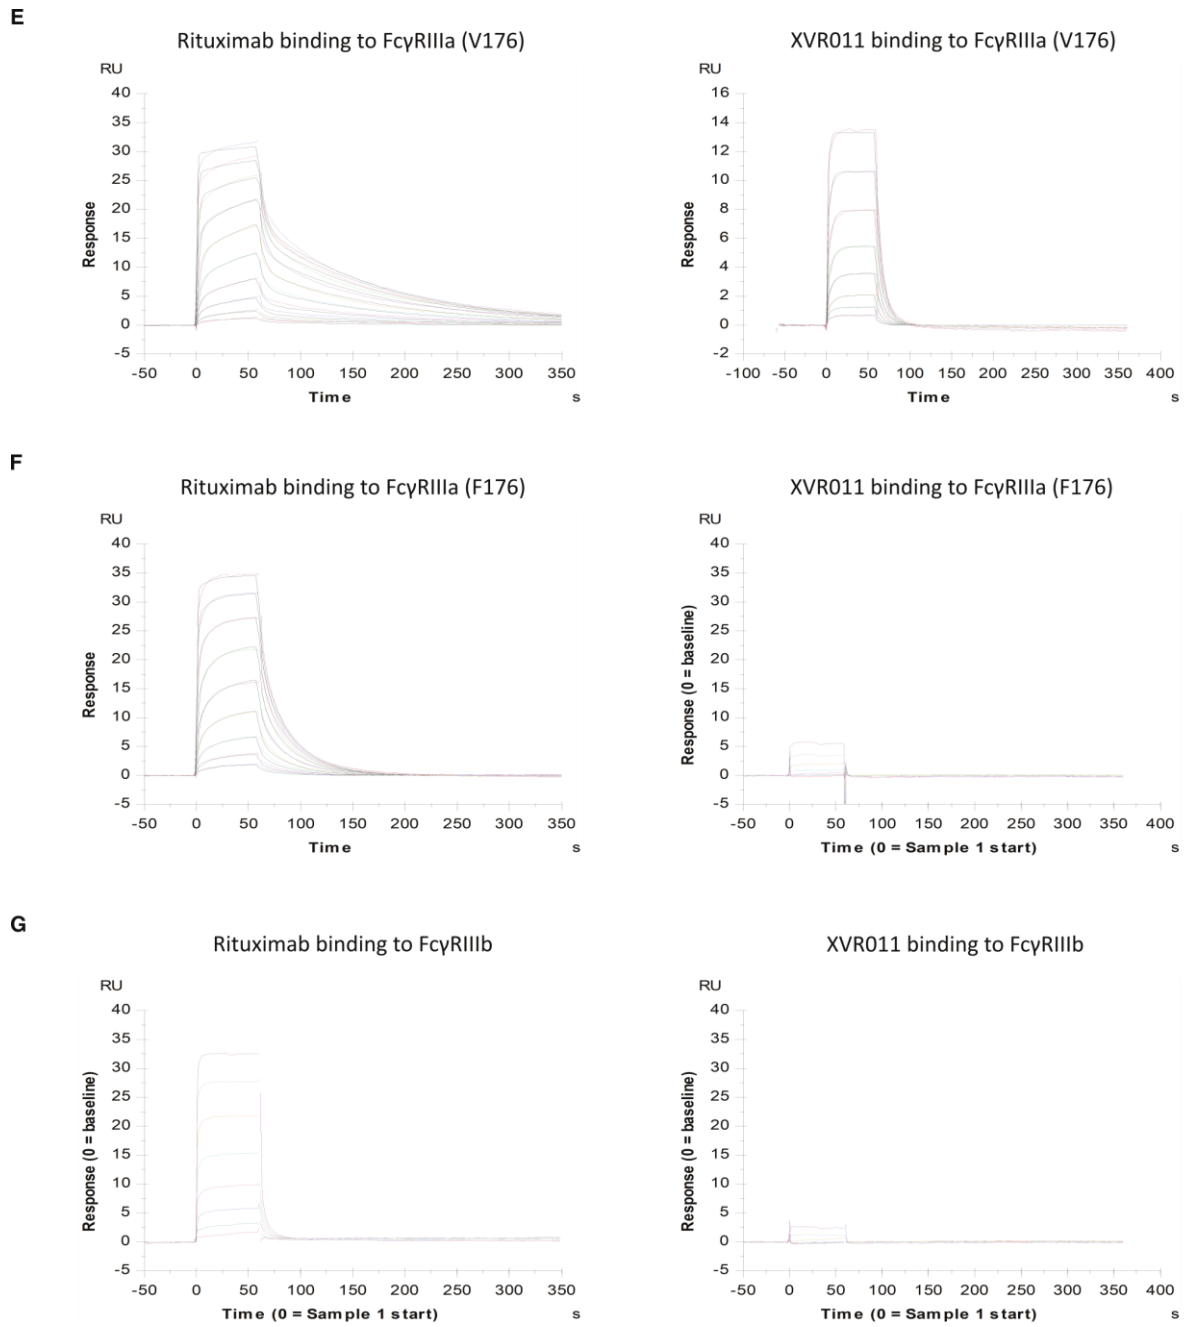 E
Rituximab binding to FcγRIIIa (V176)
RU
40
35
30
25
20
15
10
5
0
-5
Response
-50 0 50 100 150 200 250 300 350
Time s
XVR011 binding to FcγRIIIa (V176)
RU
16
14
12
10
8
6
4
2
0
-2
Response
-100 -50 0 50 100 150 200 250 300 350 400
Time s
F
Rituximab binding to FcγRIIIa (F176)
RU
40
35
30
25
20
15
10
5
0
-5
Response
-50 0 50 100 150 200 250 300 350
Time s
XVR011 binding to FcγRIIIa (F176)
RU
40
35
30
25
20
15
10
5
0
-5
Response (0 = baseline)
-50 0 50 100 150 200 250 300 350 400
Time (0 = Sample 1 start) s
G
Rituximab binding to FcγRIIIb
RU
40
35
30
25
20
15
10
5
0
-5
Response (0 = baseline)
-50 0 50 100 150 200 250 300 350
Time (0 = Sample 1 start) s
XVR011 binding to FcγRIIIb
RU
40
35
30
25
20
15
10
5
0
-5
Response (0 = baseline)
-50 0 50 100 150 200 250 300 350 400
Time (0 = Sample 1 start) s